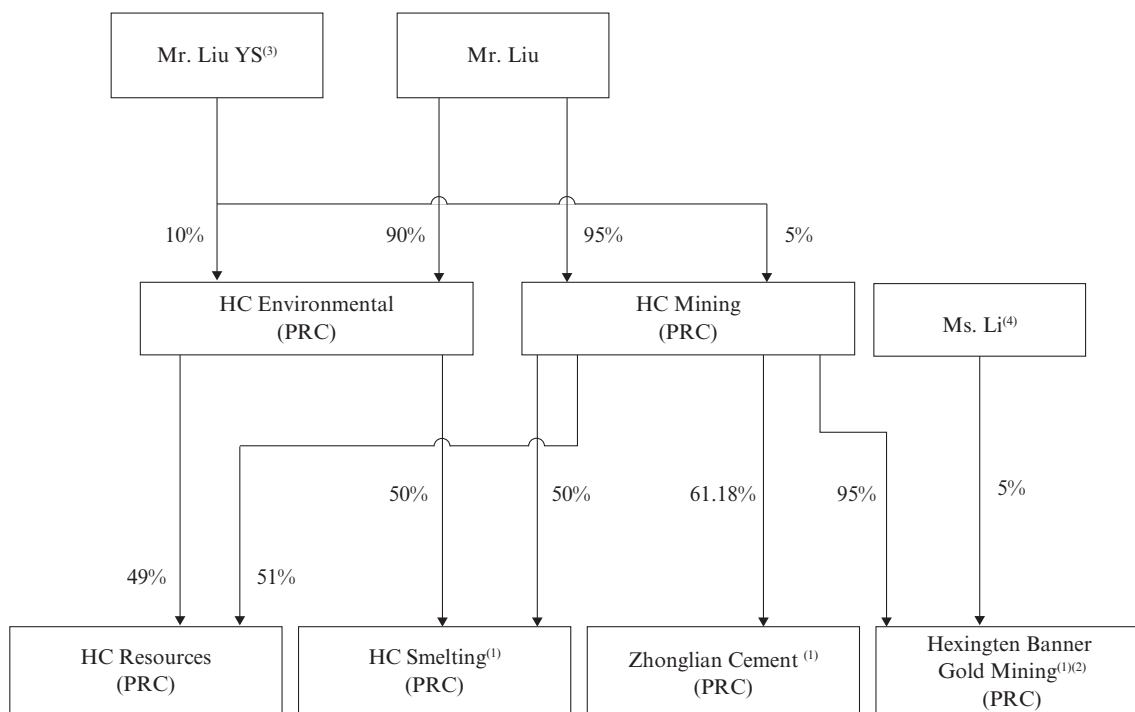 Mr. Liu YS(3)
Mr. Liu
10%
90%
95%
5%
HC Environmental
(PRC)
HC Mining
(PRC)
Ms. Li(4)
50%
50%
61.18%
95%
5%
49%
51%
HC Resources
(PRC)
HC Smelting(1)
(PRC)
Zhonglian Cement (1)
(PRC)
Hexingten Banner
Gold Mining(1)(2)
(PRC)